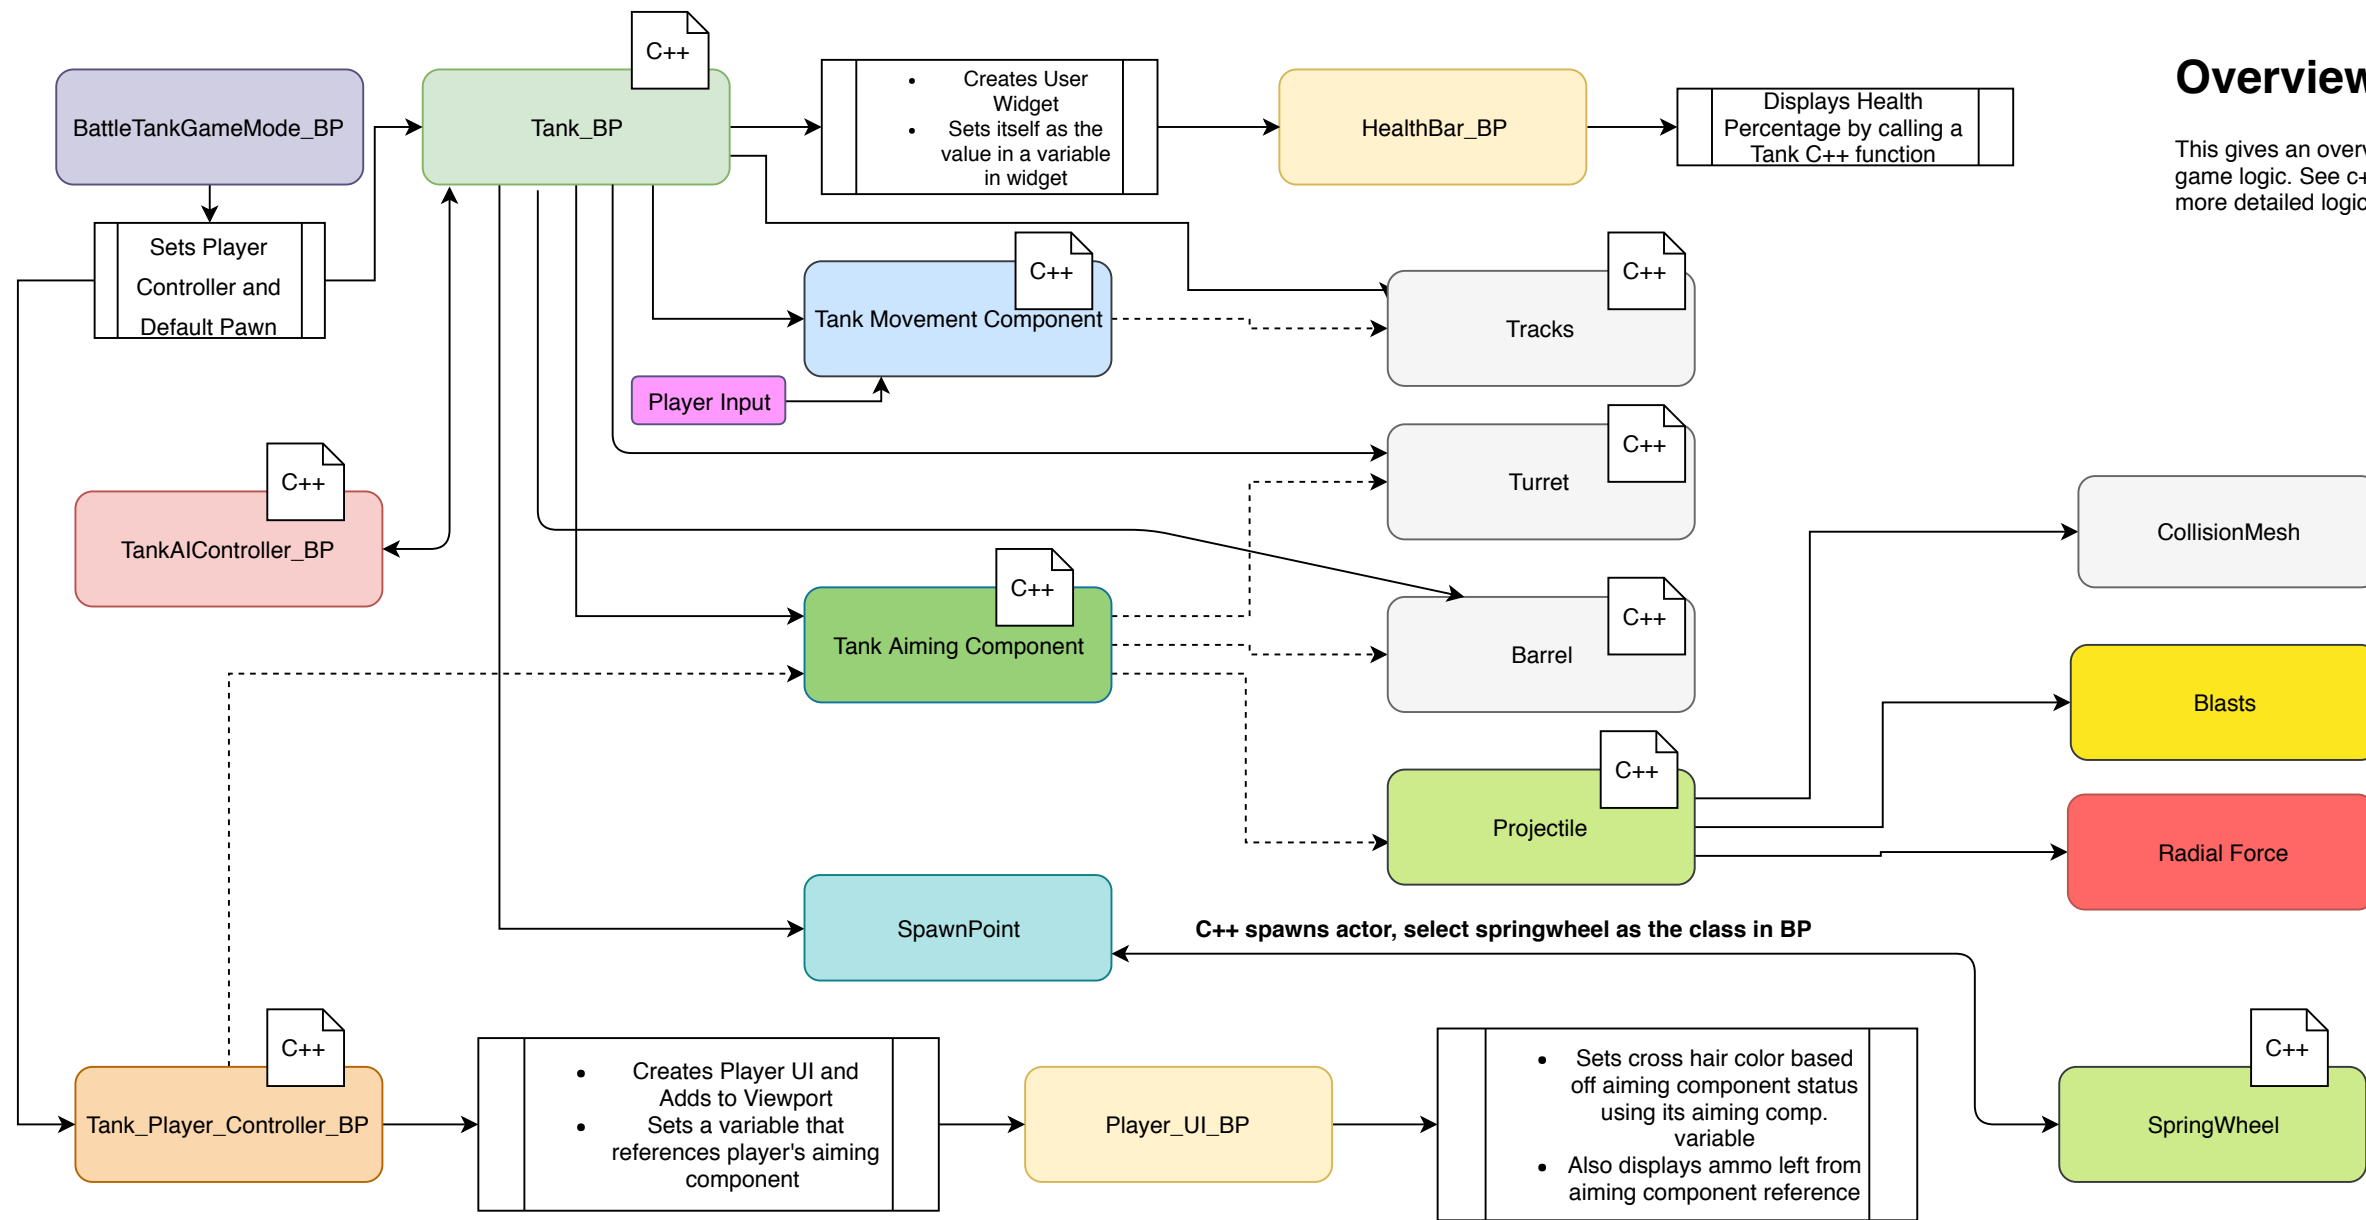 C++
BattleTankGameMode_BP
Tank_BP
Creates User
Widget
Sets itself as the
value in a variable
in widget
HealthBar_BP
Displays Health
Percentage by calling a
Tank C++ function
Overview
This gives an over
game logic. See c+
more detailed logic
Sets Player
Controller and
Default Pawn
C++
Tank Movement Component
C++
Tracks
Player Input
C++
Turret
C++
TankAIController_BP
CollisionMesh
C++
Tank Aiming Component
C++
Barrel
Blasts
C++
Projectile
Radial Force
SpawnPoint
C++ spawns actor, select springwheel as the class in BP
C++
Tank_Player_Controller_BP
Creates Player UI and
Adds to Viewport
Sets a variable that
references player's aiming
component
Player_UI_BP
Sets cross hair color based
off aiming component status
using its aiming comp.
variable
Also displays ammo left from
aiming component reference
C++
SpringWheel